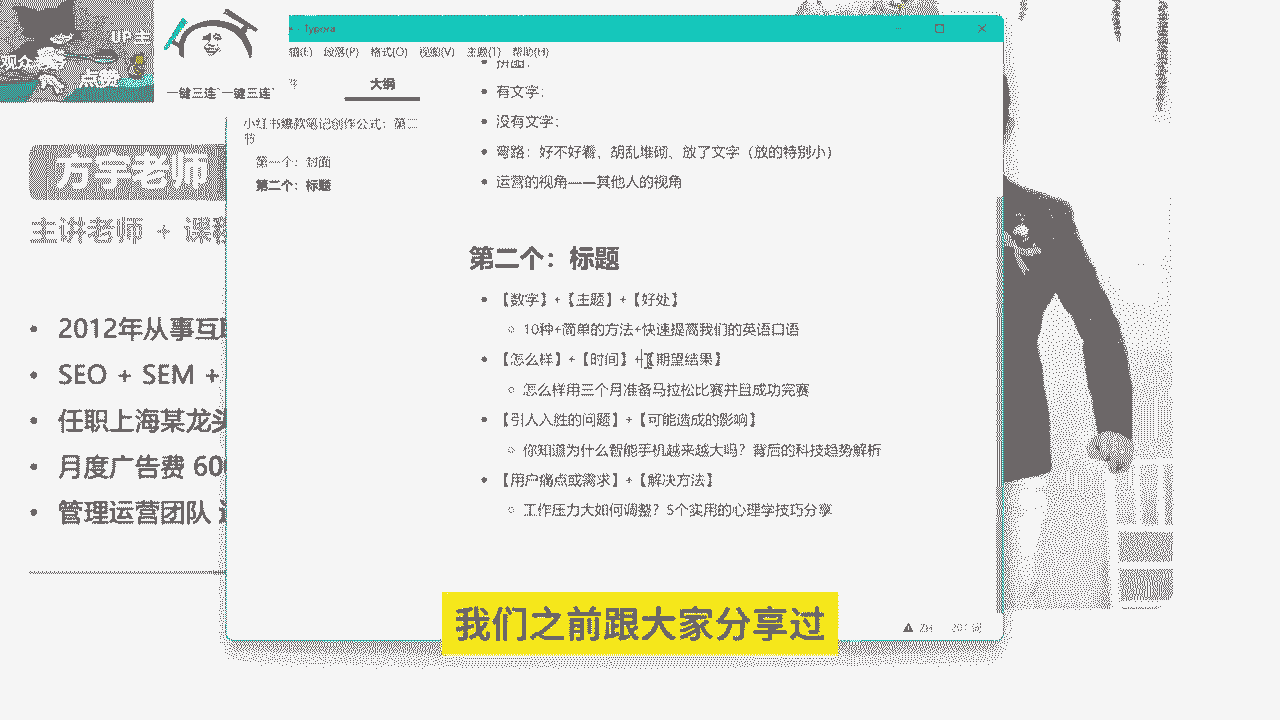 UP主
观众
点赞
一键三连`一键三连`
- Typora
段落(P) 格式(O) 视图(V) 主题(T) 帮助(H)
大纲
小红书爆款笔记创作公式：第二节
第一个：封面
第二个：标题
拼图：
有文字：
没有文字：
弯路：好不好看、胡乱堆砌、放了文字（放的特别小）
运营的视角——其他人的视角
第二个：标题
【数字】+【主题】+【好处】
10种+简单的方法+快速提高我们的英语口语
【怎么样】+【时间】+【期望结果】
怎么样用三个月准备马拉松比赛并且成功完赛
【引人入胜的问题】+【可能造成的影响】
你知道为什么智能手机越来越大吗？背后的科技趋势解析
【用户痛点或需求】+【解决方法】
工作压力大如何调整？5个实用的心理学技巧分享
方宇老师
主讲老师 + 课程
2012年从事互联
SEO + SEM +
任职上海某龙头
月度广告费 60
管理运营团队
ZH 201 词
我们之前跟大家分享过